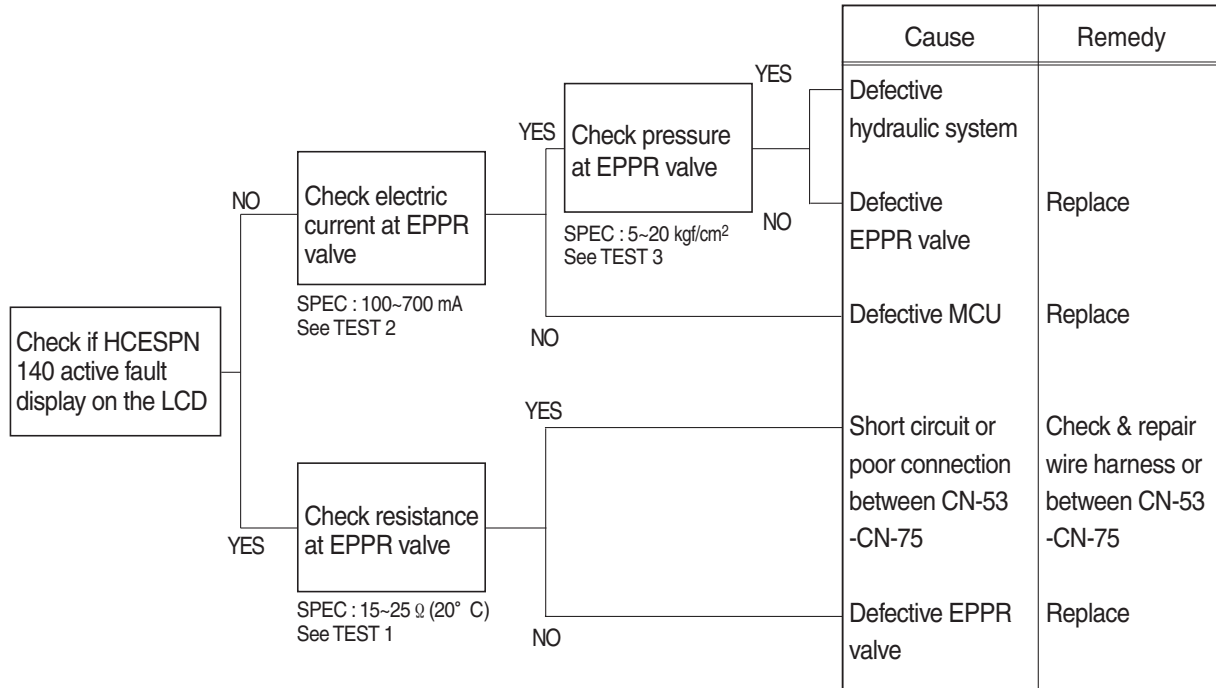 Cause
Remedy
YES
Defective
hydraulic system
YES
Check pressure
at EPPR valve
NO
Check electric
current at EPPR
valve
NO
Defective
EPPR valve
Replace
SPEC : 5~20 kgf/cm²
See TEST 3
SPEC : 100~700 mA
See TEST 2
NO
Defective MCU
Replace
Check if HCESPN
140 active fault
display on the LCD
YES
Short circuit or
poor connection
between CN-53
-CN-75
Check & repair
wire harness or
between CN-53
-CN-75
YES
Check resistance
at EPPR valve
SPEC : 15~25 Ω (20° C)
See TEST 1
NO
Defective EPPR
valve
Replace